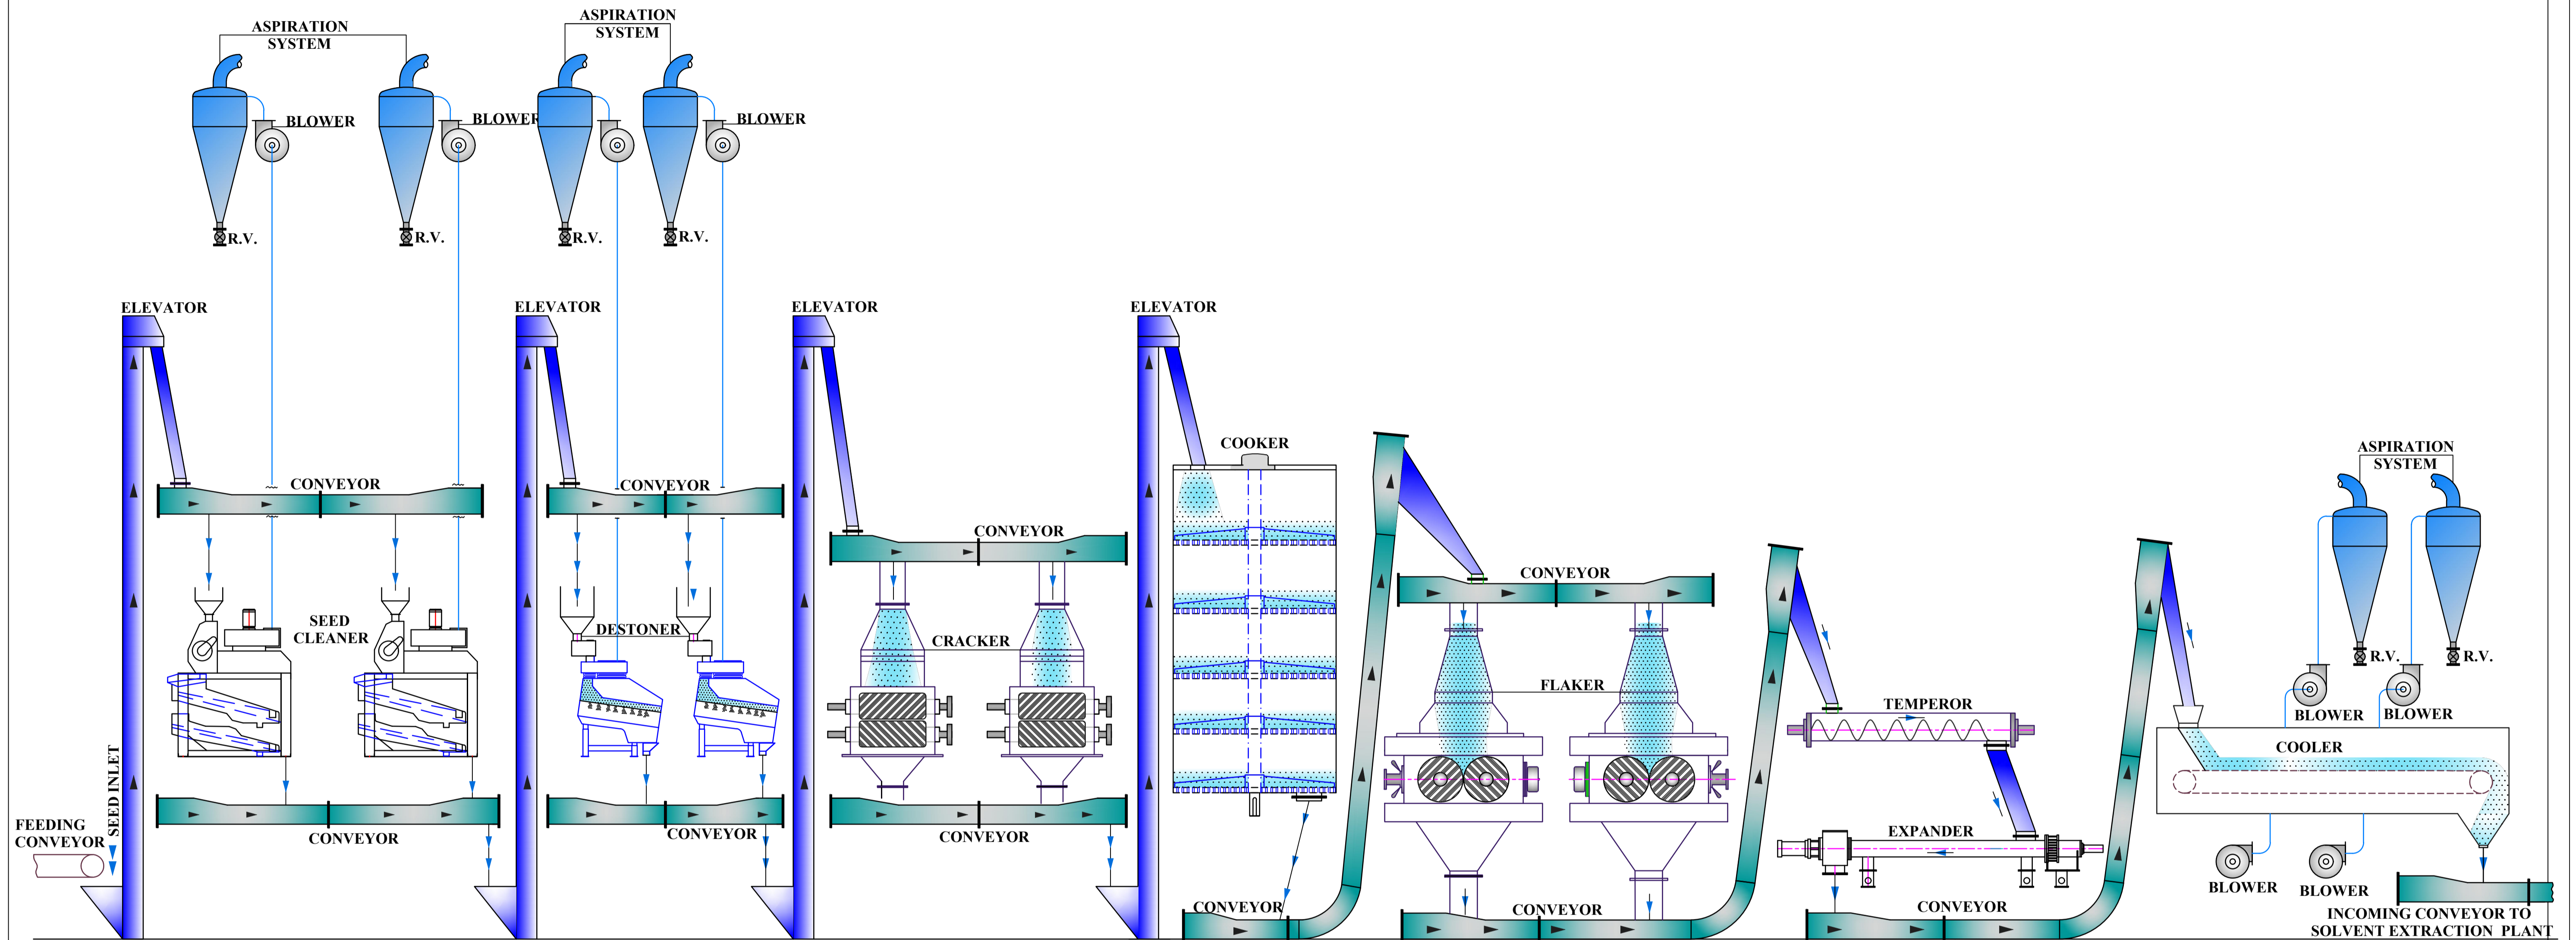 ASPIRATION
SYSTEM
ASPIRATION
SYSTEM
BLOWER
BLOWER
BLOWER
R.V.
R.V.
R.V.
R.V.
ELEVATOR
ELEVATOR
ELEVATOR
ELEVATOR
CONVEYOR
CONVEYOR
CONVEYOR
SEED
CLEANER
DESTONER
CRACKER
COOKER
SEED INLET
FEEDING
CONVEYOR
CONVEYOR
CONVEYOR
CONVEYOR
CONVEYOR
CONVEYOR
FLAKER
CONVEYOR
TEMPEROR
EXPANDER
CONVEYOR
ASPIRATION
SYSTEM
R.V.
R.V.
BLOWER
BLOWER
COOLER
BLOWER
BLOWER
INCOMING CONVEYOR TO
SOLVENT EXTRACTION PLANT